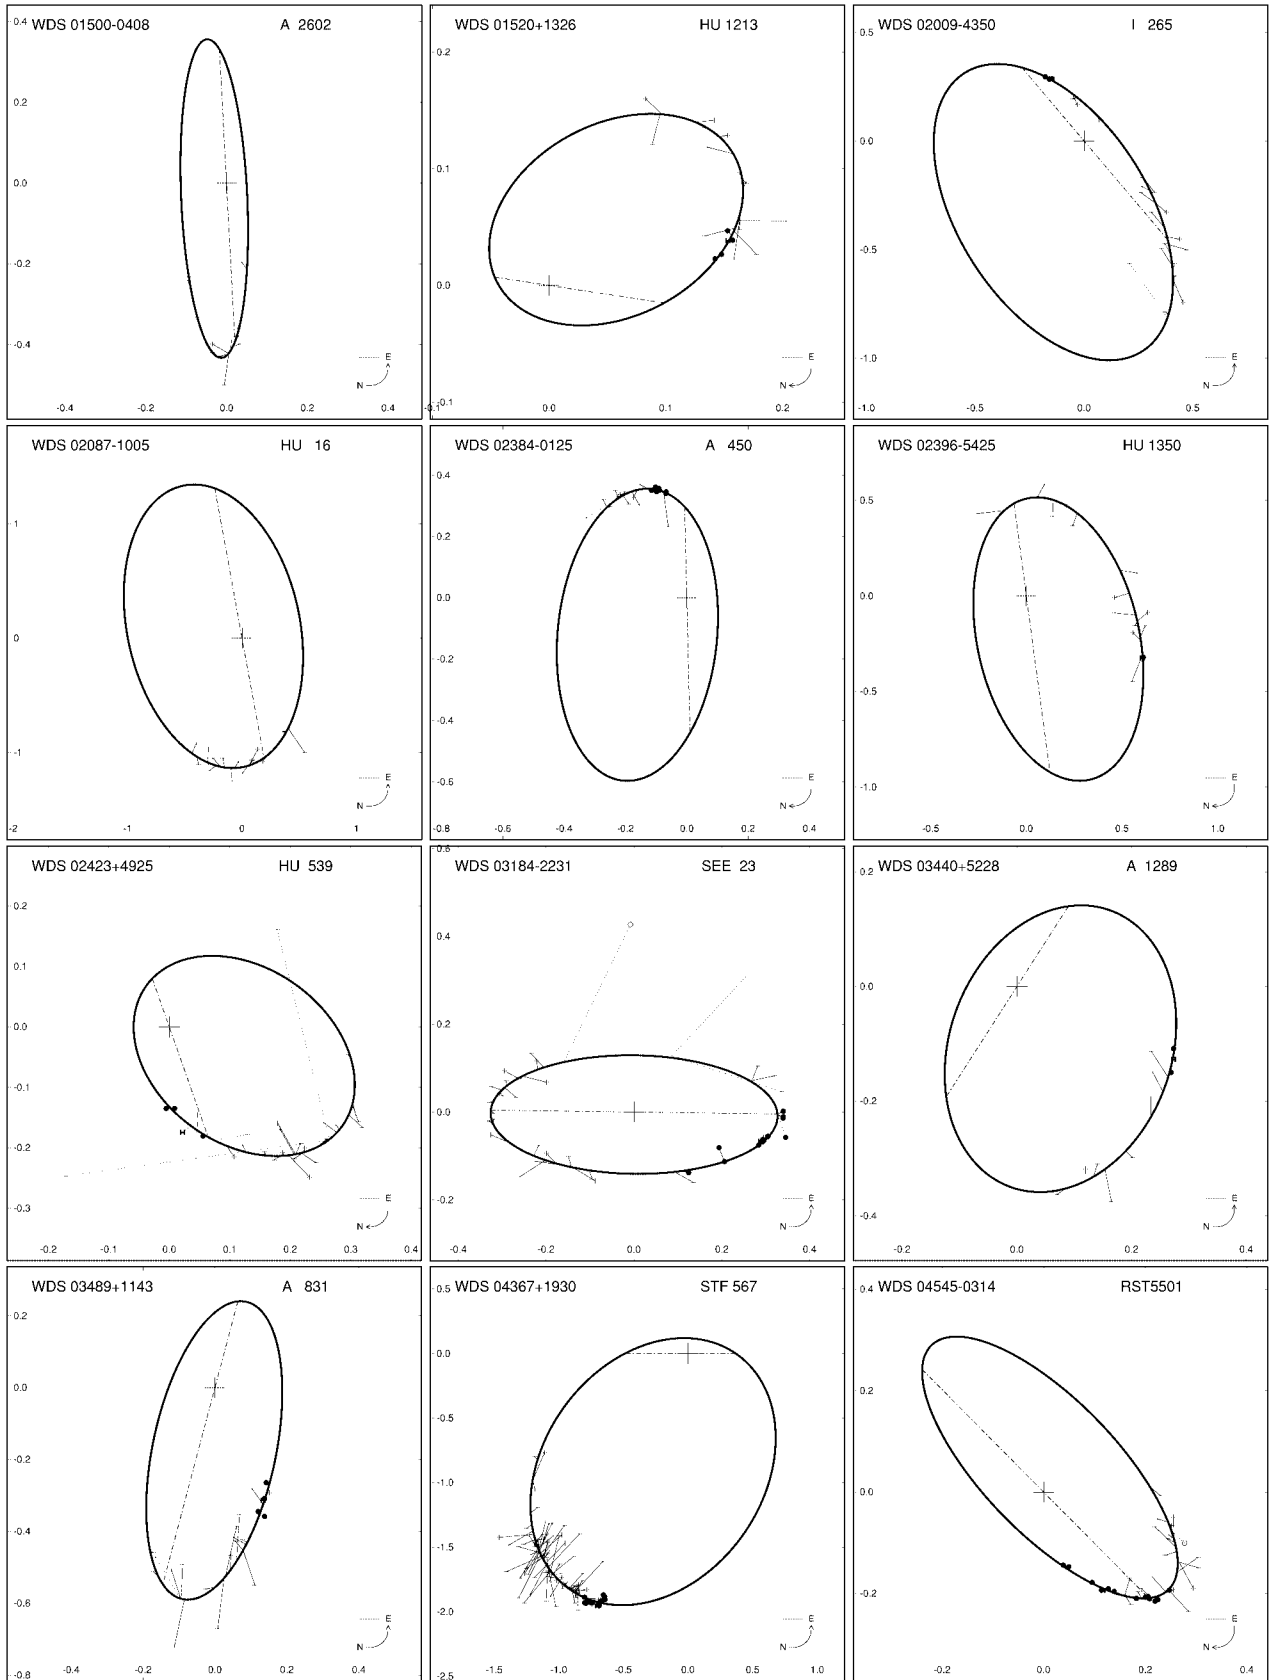 WDS 01500-0408 A 2602
0.4
0.2
0.0
-0.2
-0.4
-0.4 -0.2 0.0 0.2 0.4
E
N
WDS 01520+1326 HU 1213
0.2
0.1
0.0
-0.1
-0.1 0.0 0.1 0.2
E
N
WDS 02009-4350 I 265
0.5
0.0
-0.5
-1.0
-1.0 -0.5 0.0 0.5
E
N
WDS 02087-1005 HU 16
1
0
-1
-2 -1 0 1
E
N
WDS 02384-0125 A 450
0.4
0.2
0.0
-0.2
-0.4
-0.6
-0.8 -0.6 -0.4 -0.2 0.0 0.2 0.4
E
N
WDS 02396-5425 HU 1350
0.5
0.0
-0.5
-1.0
-0.5 0.0 0.5 1.0
E
N
WDS 02423+4925 HU 539
0.2
0.1
0.0
-0.1
-0.2
-0.3
-0.2 -0.1 0.0 0.1 0.2 0.3 0.4
E
N
WDS 03184-2231 SEE 23
0.6
0.4
0.2
0.0
-0.2
-0.4 -0.2 0.0 0.2 0.4
E
N
WDS 03440+5228 A 1289
0.2
0.0
-0.2
-0.4
-0.2 0.0 0.2 0.4
E
N
WDS 03489+1143 A 831
0.2
0.0
-0.2
-0.4
-0.6
-0.8
-0.4 -0.2 0.0 0.2 0.4
E
N
WDS 04367+1930 STF 567
0.5
0.0
-0.5
-1.0
-1.5
-2.0
-2.5
-1.5 -1.0 -0.5 0.0 0.5 1.0
E
N
WDS 04545-0314 RST5501
0.4
0.2
0.0
-0.2
-0.2 0.0 0.2 0.4
E
N